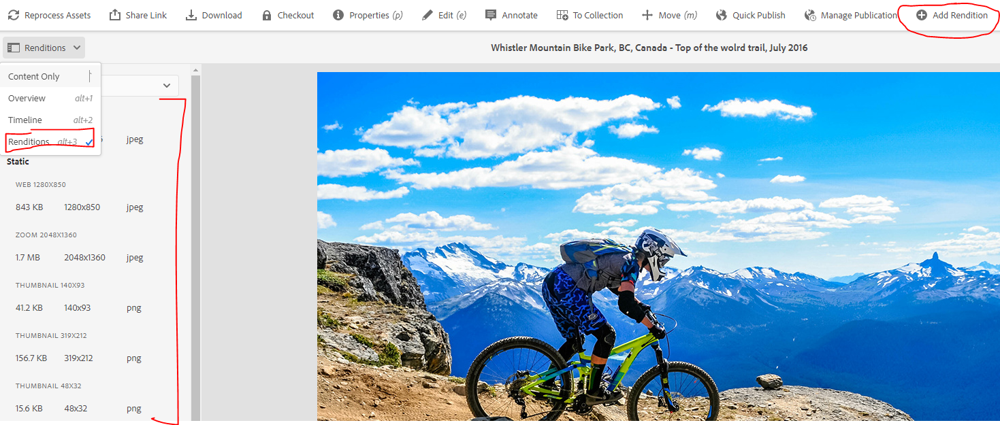 Reprocess Assets Share Link Download Checkout Properties (p) Edit (e) Annotate To Collection Move (m) Quick Publish Manage Publication Add Rendition
Renditions
Whistler Mountain Bike Park, BC, Canada - Top of the wolrd trail, July 2016
Content Only
Overview alt+1
Timeline alt+2
Renditions alt+3
jpeg
Static
WEB 1280X850
843 KB 1280x850 jpeg
ZOOM 2048X1360
1.7 MB 2048x1360 jpeg
THUMBNAIL 140X93
41.2 KB 140x93 png
THUMBNAIL 319X212
156.7 KB 319x212 png
THUMBNAIL 48X32
15.6 KB 48x32 png